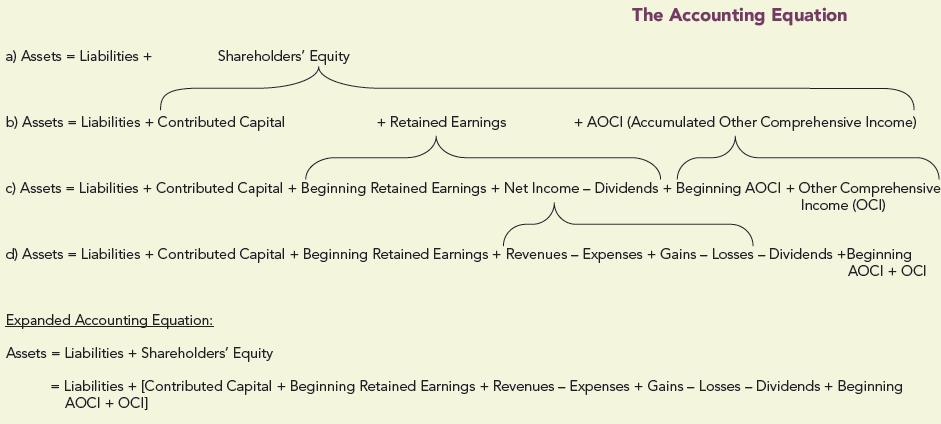 The Accounting Equation
a) Assets = Liabilities + Shareholders’ Equity
b) Assets = Liabilities + Contributed Capital + Retained Earnings + AOCI (Accumulated Other Comprehensive Income)
c) Assets = Liabilities + Contributed Capital + Beginning Retained Earnings + Net Income – Dividends + Beginning AOCI + Other Comprehensive
Income (OCI)
d) Assets = Liabilities + Contributed Capital + Beginning Retained Earnings + Revenues – Expenses + Gains – Losses – Dividends +Beginning
AOCI + OCI
Expanded Accounting Equation:
Assets = Liabilities + Shareholders’ Equity
= Liabilities + [Contributed Capital + Beginning Retained Earnings + Revenues – Expenses + Gains – Losses – Dividends + Beginning
AOCI + OCI]